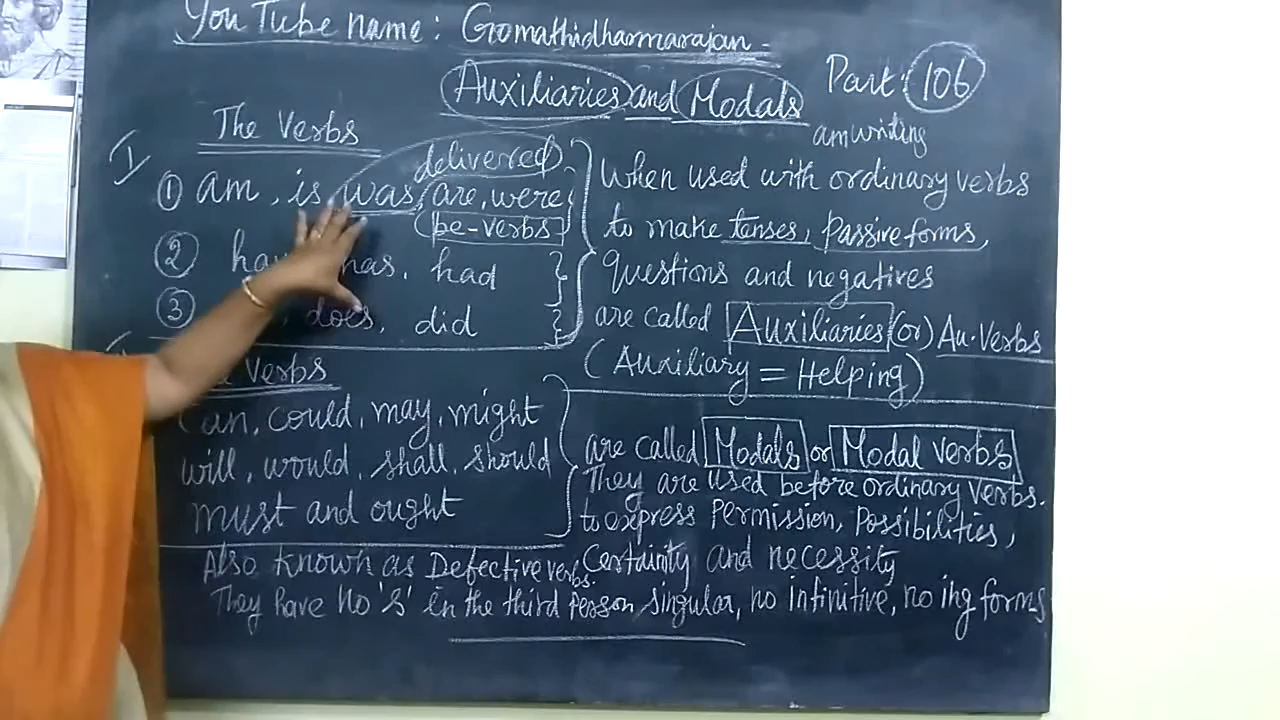 You Tube name: Gomathidharmarajan
Auxiliaries and Modals
Part: 106
I
The Verbs
delivered
① am, is, was, are, were
(be-verbs)
② has, had
③ does, did
am writing
When used with ordinary verbs
to make tenses, Passive forms,
Questions and negatives
are called Auxiliaries (or) Au. Verbs
(Auxiliary = Helping)
Verbs
Can, could, may, might
will, would, shall, should
must and ought
are called Modals or Modal verbs
They are used before ordinary verbs.
to express Permission, Possibilities,
Certainity and necessity
Also known as Defective verbs.
They have no 's' in the third Person singular, no infinitive, no ing forms